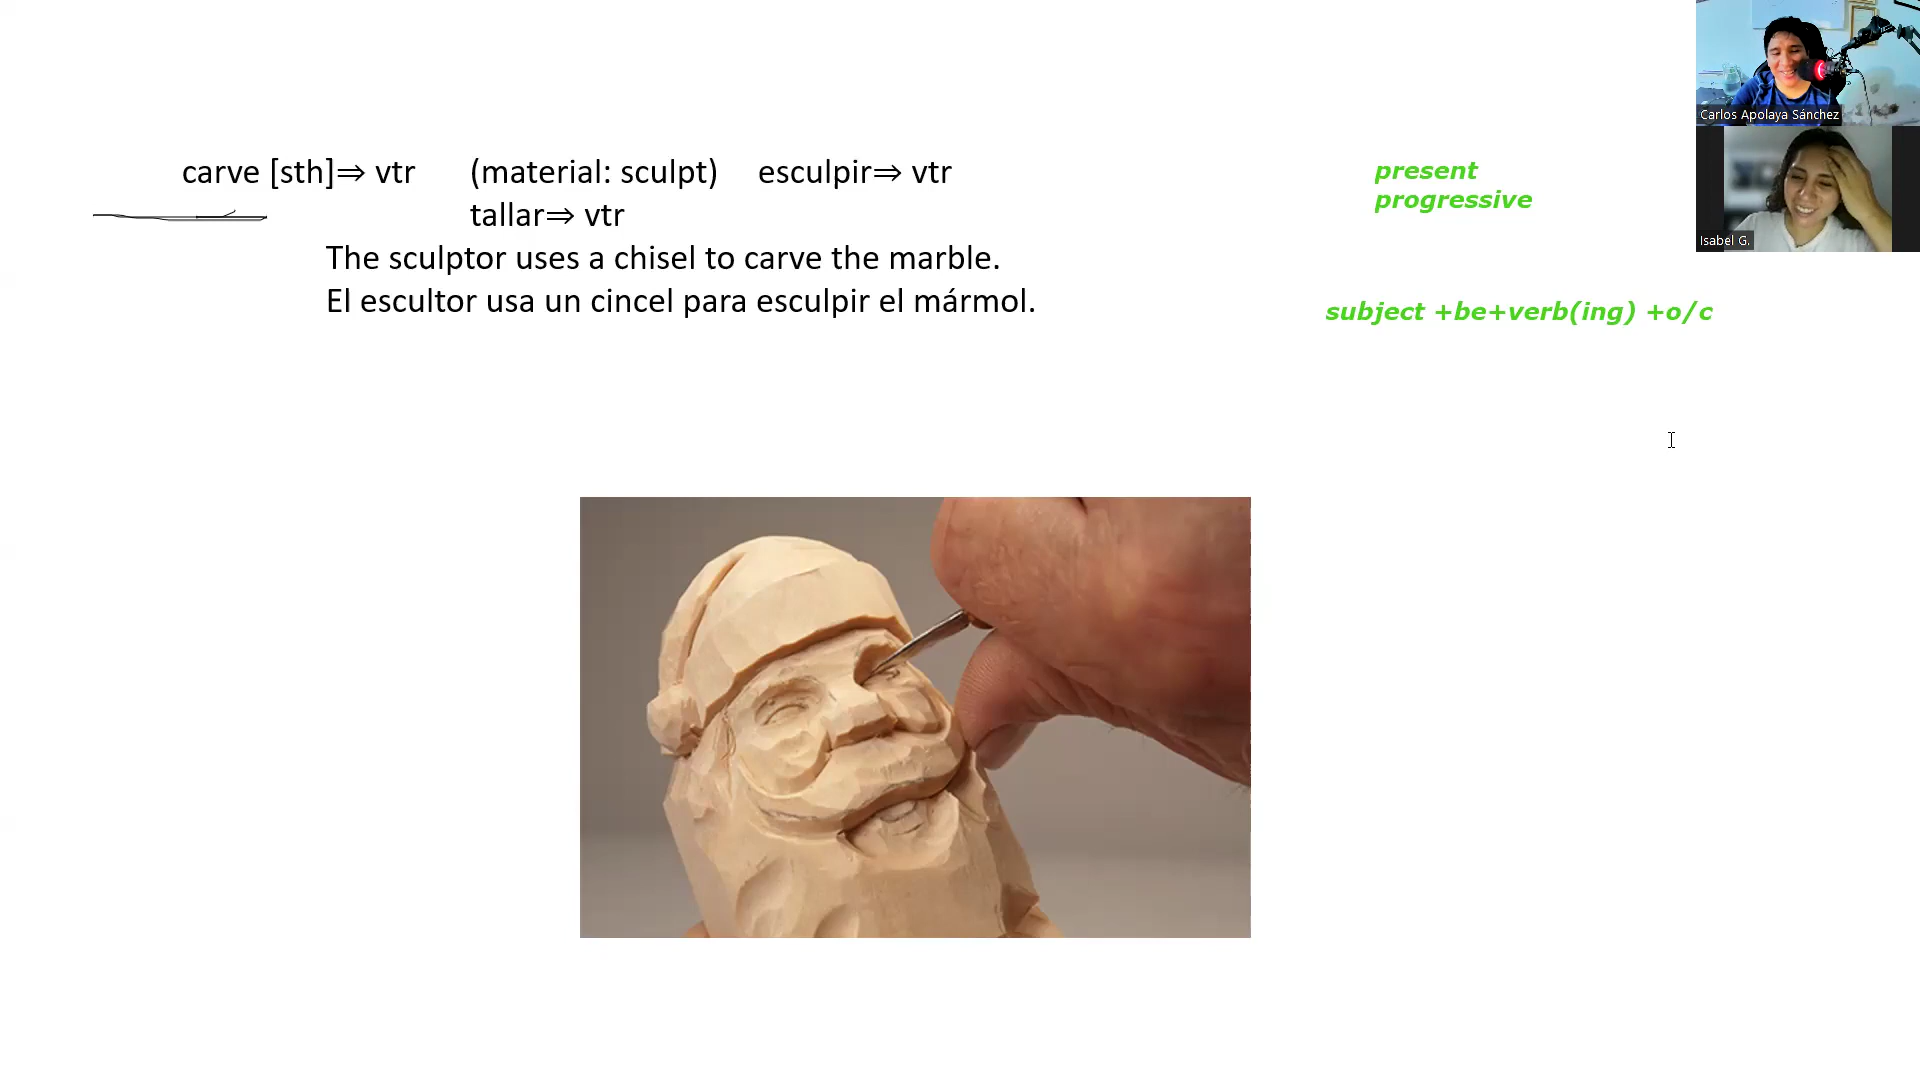 carve [sth]⇒ vtr (material: sculpt) esculpir⇒ vtr
tallar⇒ vtr
The sculptor uses a chisel to carve the marble.
El escultor usa un cincel para esculpir el mármol.
present
progressive
subject +be+verb(ing) +o/c
Carlos Apolaya Sánchez
Isabel G.